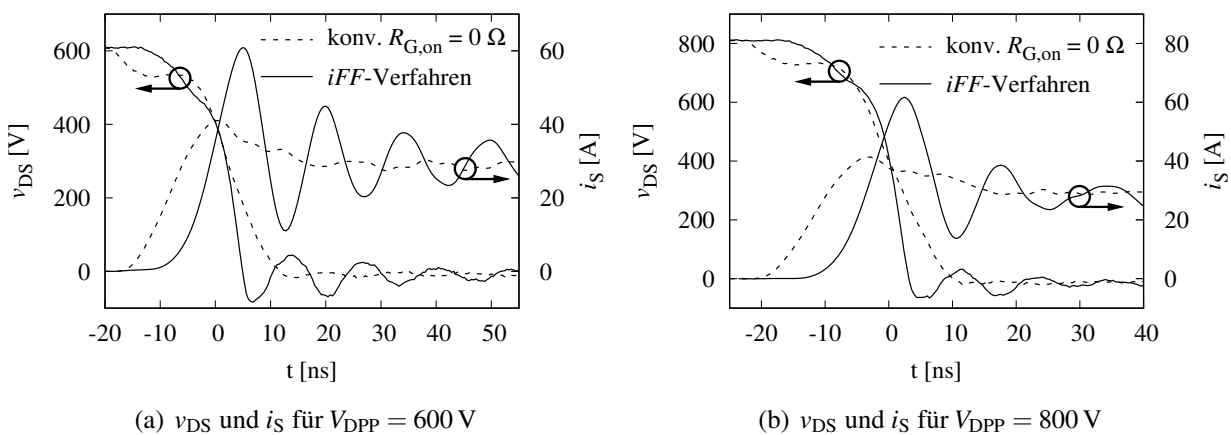 konv. R_G,on = 0 Ω
iFF-Verfahren
v_DS [V]
600
400
200
0
i_S [A]
60
40
20
0
-20 -10 0 10 20 30 40 50
t [ns]
(a) v_DS und i_S für V_DPP = 600 V
konv. R_G,on = 0 Ω
iFF-Verfahren
v_DS [V]
800
600
400
200
0
i_S [A]
80
60
40
20
0
-20 -10 0 10 20 30 40
t [ns]
(b) v_DS und i_S für V_DPP = 800 V